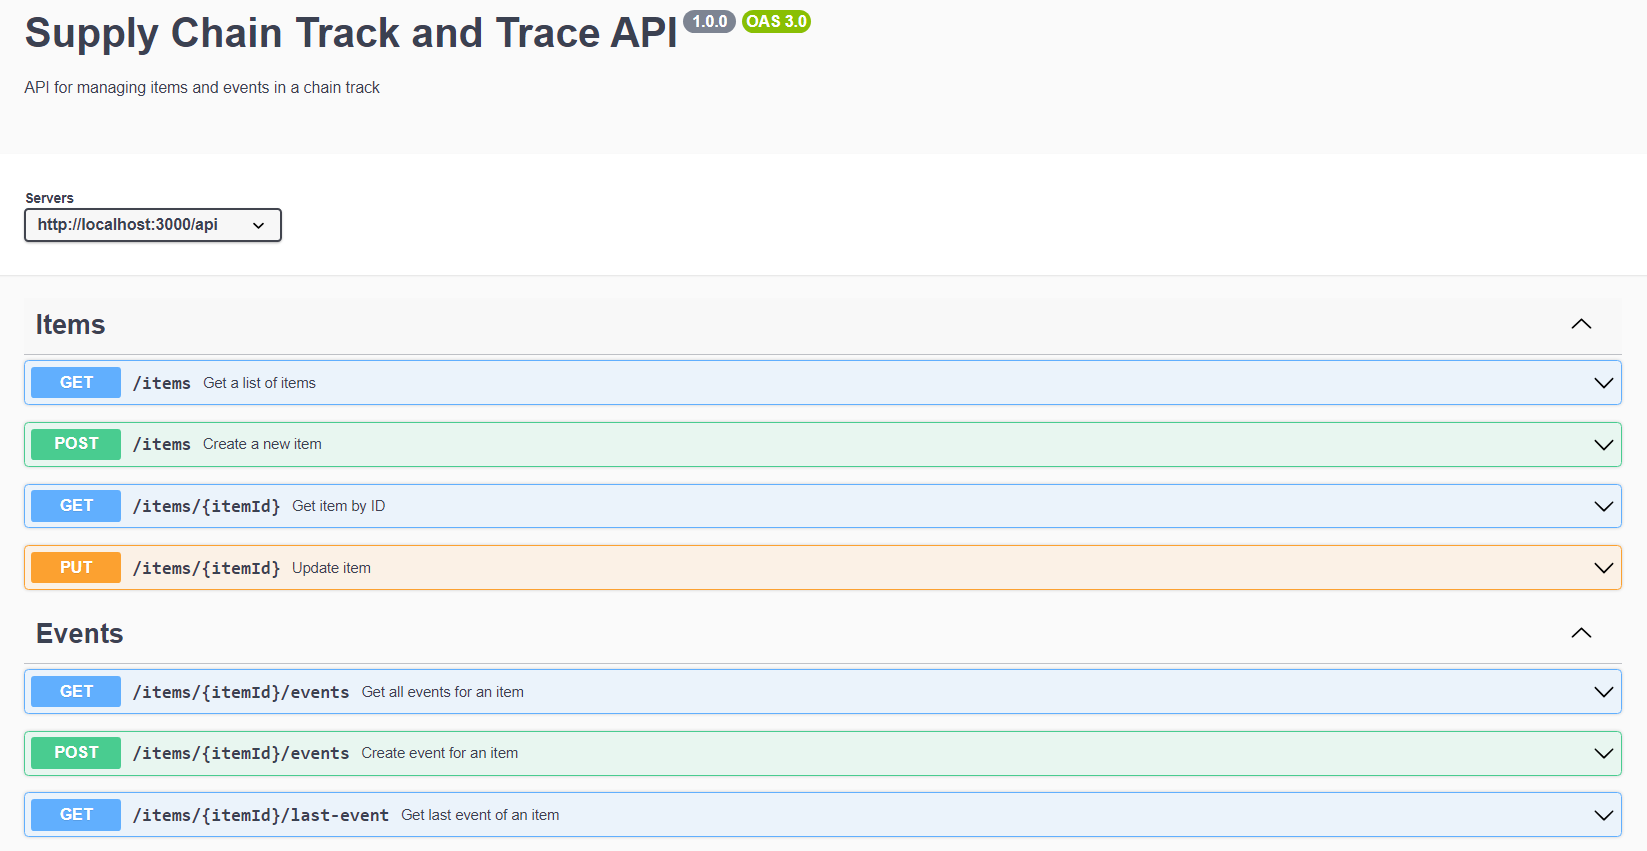 Supply Chain Track and Trace API 1.0.0 OAS 3.0
API for managing items and events in a chain track
Servers
http://localhost:3000/api
Items
GET /items Get a list of items
POST /items Create a new item
GET /items/{itemId} Get item by ID
PUT /items/{itemId} Update item
Events
GET /items/{itemId}/events Get all events for an item
POST /items/{itemId}/events Create event for an item
GET /items/{itemId}/last-event Get last event of an item